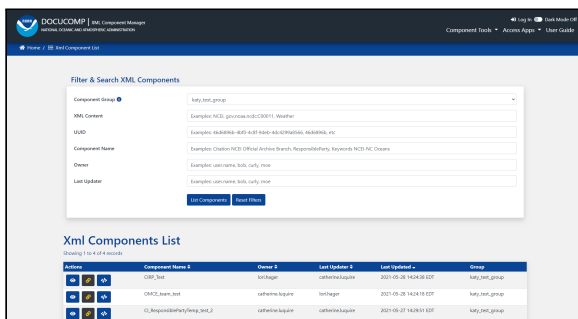 DOCUCOMP | XML Component Manager
NATIONAL OCEANIC AND ATMOSPHERIC ADMINISTRATION
Log In Dark Mode Off
Component Tools Access Apps User Guide
Home / Xml Component List
Filter & Search XML Components
Component Group
katy_test_group
XML Content
Examples: NCEI, gov.noaa.ncdc:C00011, Weather
UUID
Component Name
Examples: Citation NCEI Official Archive Branch, ResponsibleParty, Keywords NCEI-NC Oceans
Owner
Examples: user.name, bob, curly, moe
Last Updater
Examples: user.name, bob, curly, moe
List Components Reset Filters
Xml Components List
Showing 1 to 4 of 4 records
Actions Component Name Owner Last Updater Last Updated Group
CIRP_Test lori.hager catherine.luquire 2021-05-28 14:24:38 EDT katy_test_group
OMCE_team_test catherine.luquire lori.hager 2021-05-28 14:24:18 EDT katy_test_group
CI_ResponsiblePartyTemp_test_2 catherine.luquire catherine.luquire 2021-05-27 14:29:51 EDT katy_test_group